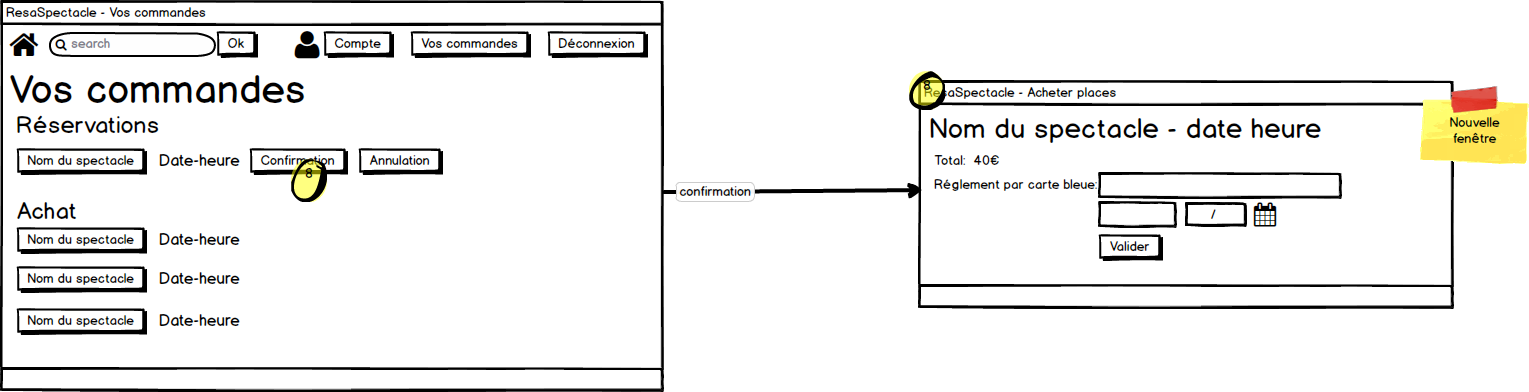 ResaSpectacle - Vos commandes
search Ok Compte Vos commandes Déconnexion
Vos commandes
Réservations
Nom du spectacle Date-heure Confirmation Annulation
8
Achat
Nom du spectacle Date-heure
Nom du spectacle Date-heure
Nom du spectacle Date-heure
confirmation
8
ResaSpectacle - Acheter places
Nom du spectacle - date heure
Total: 40€
Réglement par carte bleue:
/
Valider
Nouvelle
fenêtre